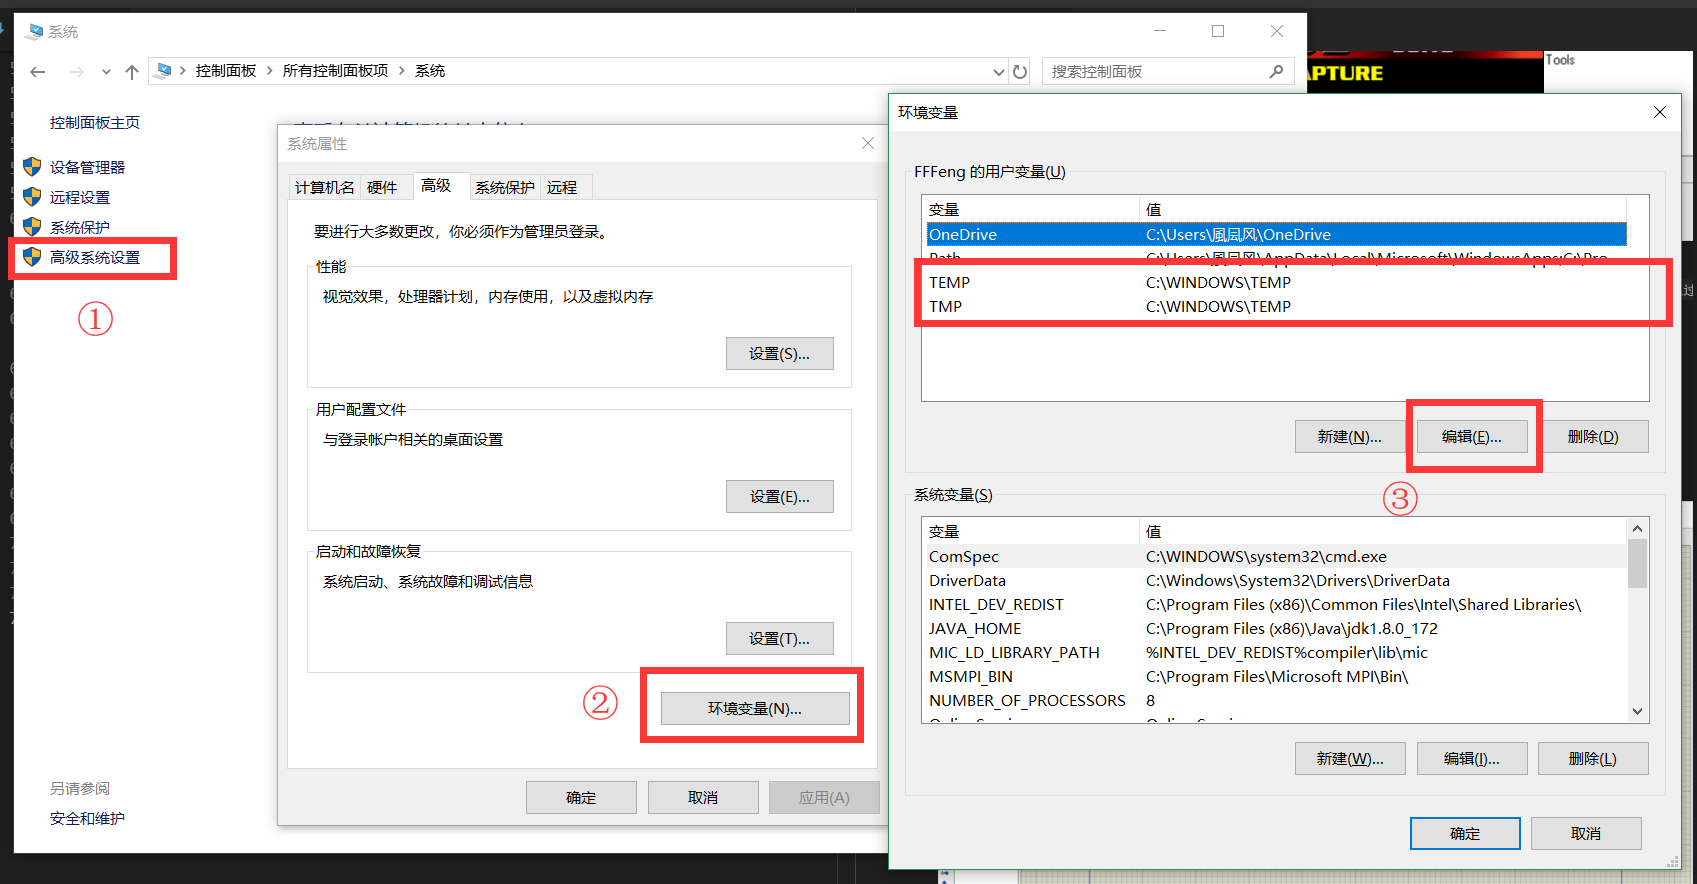 系统
控制面板 › 所有控制面板项 › 系统
搜索控制面板
控制面板主页
设备管理器
远程设置
系统保护
高级系统设置
①
另请参阅
安全和维护
系统属性
计算机名 硬件 高级 系统保护 远程
要进行大多数更改，你必须作为管理员登录。
性能
视觉效果，处理器计划，内存使用，以及虚拟内存
设置(S)...
用户配置文件
与登录帐户相关的桌面设置
设置(E)...
启动和故障恢复
系统启动、系统故障和调试信息
设置(T)...
②
环境变量(N)...
确定 取消 应用(A)
APTURE
Tools
环境变量
FFFeng 的用户变量(U)
变量 值
OneDrive C:\Users\風凬风\OneDrive
Path C:\Users\風凬风\AppData\Local\Microsoft\WindowsApps;C:\Pro...
TEMP C:\WINDOWS\TEMP
TMP C:\WINDOWS\TEMP
新建(N)... 编辑(E)... 删除(D)
③
系统变量(S)
变量 值
ComSpec C:\WINDOWS\system32\cmd.exe
DriverData C:\Windows\System32\Drivers\DriverData
INTEL_DEV_REDIST C:\Program Files (x86)\Common Files\Intel\Shared Libraries\
JAVA_HOME C:\Program Files (x86)\Java\jdk1.8.0_172
MIC_LD_LIBRARY_PATH %INTEL_DEV_REDIST%compiler\lib\mic
MSMPI_BIN C:\Program Files\Microsoft MPI\Bin\
NUMBER_OF_PROCESSORS 8
新建(W)... 编辑(I)... 删除(L)
确定 取消